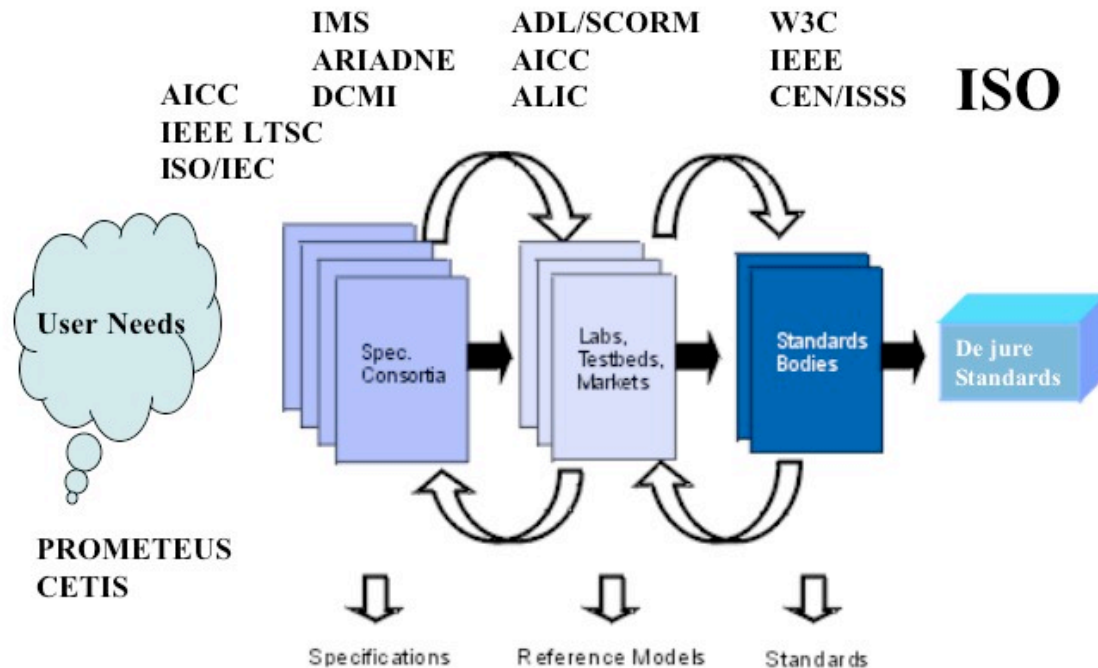 IMS
ARIADNE
DCMI
ADL/SCORM
AICC
ALIC
W3C
IEEE
CEN/ISSS
ISO
AICC
IEEE LTSC
ISO/IEC
User Needs
Spec.
Consortia
Labs,
Testbeds,
Markets
Standards
Bodies
De jure
Standards
PROMETEUS
CETIS
Specifications
Reference Models
Standards